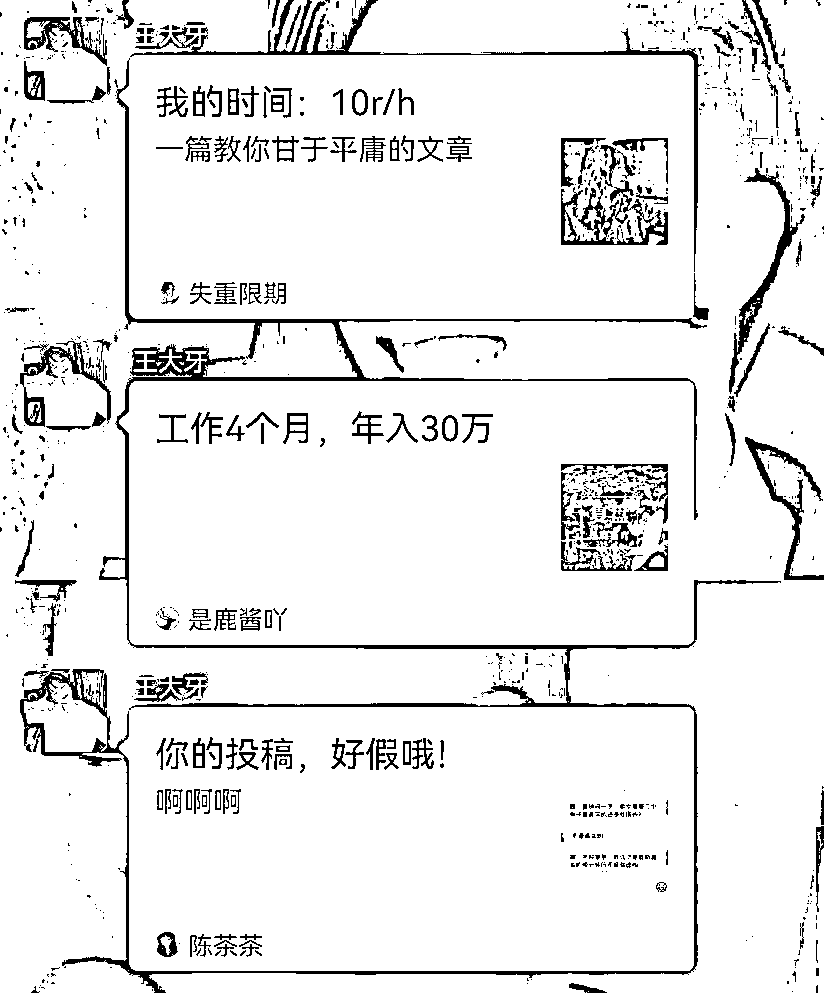 王大牙
我的时间：10r/h
一篇教你甘于平庸的文章
失重限期
王大牙
工作4个月，年入30万
是鹿酱吖
王大牙
你的投稿，好假哦！
啊啊啊
陈茶茶